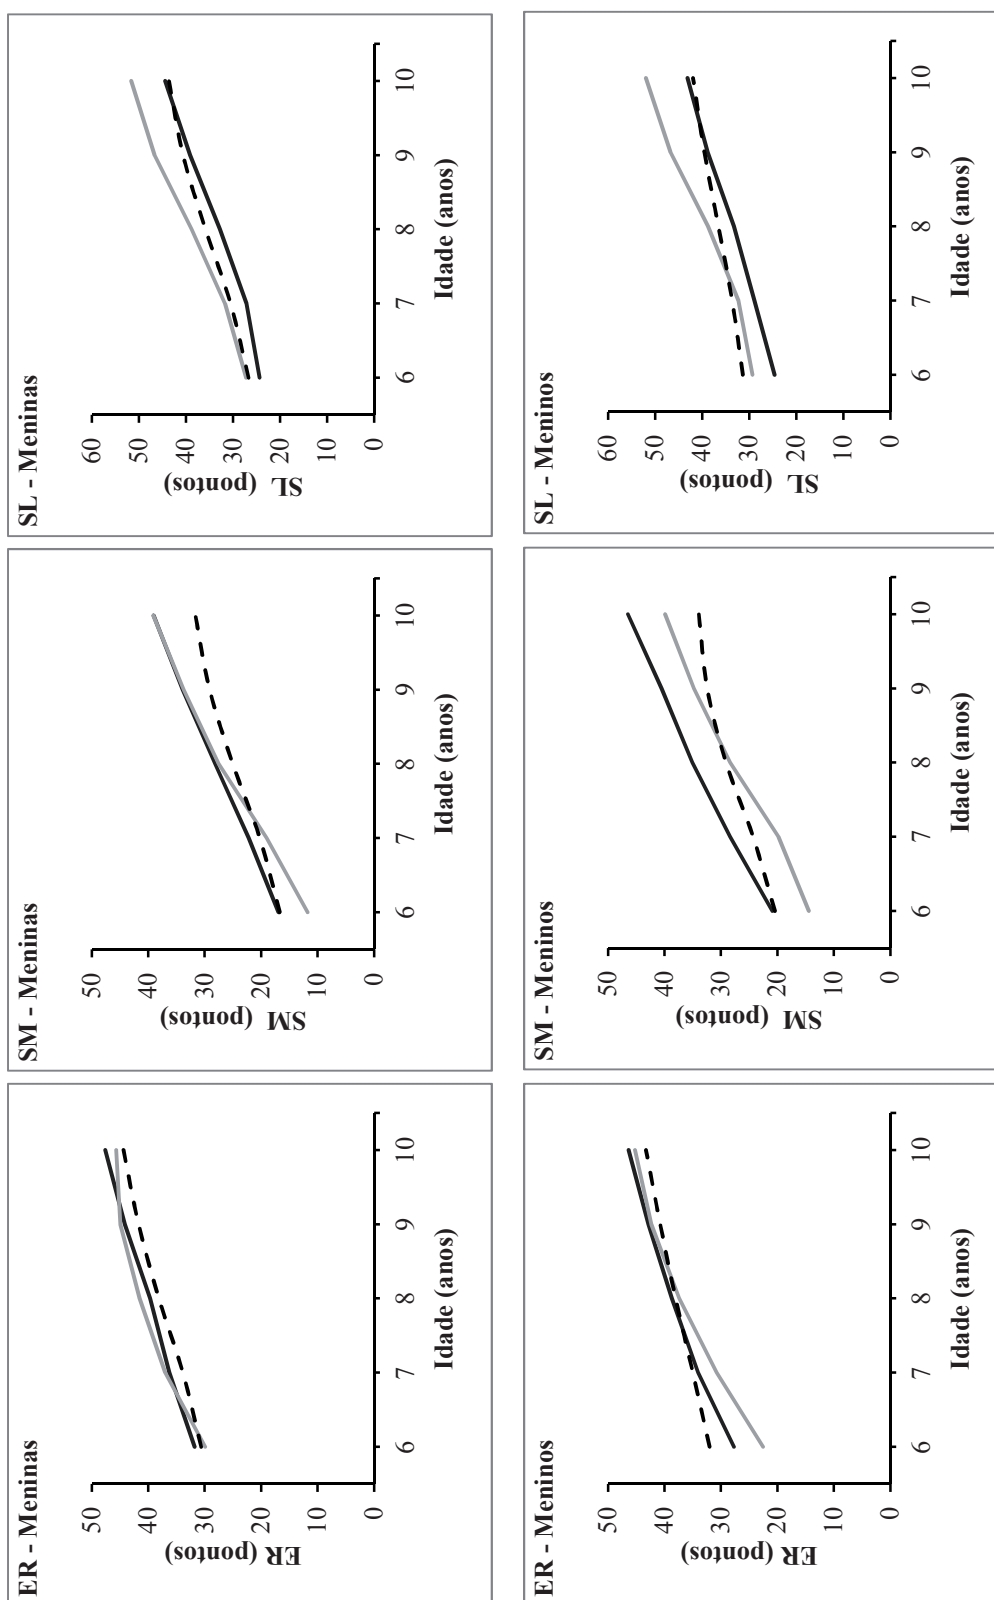 ER - Meninas
50
40
30
20
10
0
ER (pontos)
6 7 8 9 10
Idade (anos)
SM - Meninas
50
40
30
20
10
0
SM (pontos)
6 7 8 9 10
Idade (anos)
SL - Meninas
60
50
40
30
20
10
0
SL (pontos)
6 7 8 9 10
Idade (anos)
ER - Meninos
50
40
30
20
10
0
ER (pontos)
6 7 8 9 10
Idade (anos)
SM - Meninos
50
40
30
20
10
0
SM (pontos)
6 7 8 9 10
Idade (anos)
SL - Meninos
60
50
40
30
20
10
0
SL (pontos)
6 7 8 9 10
Idade (anos)